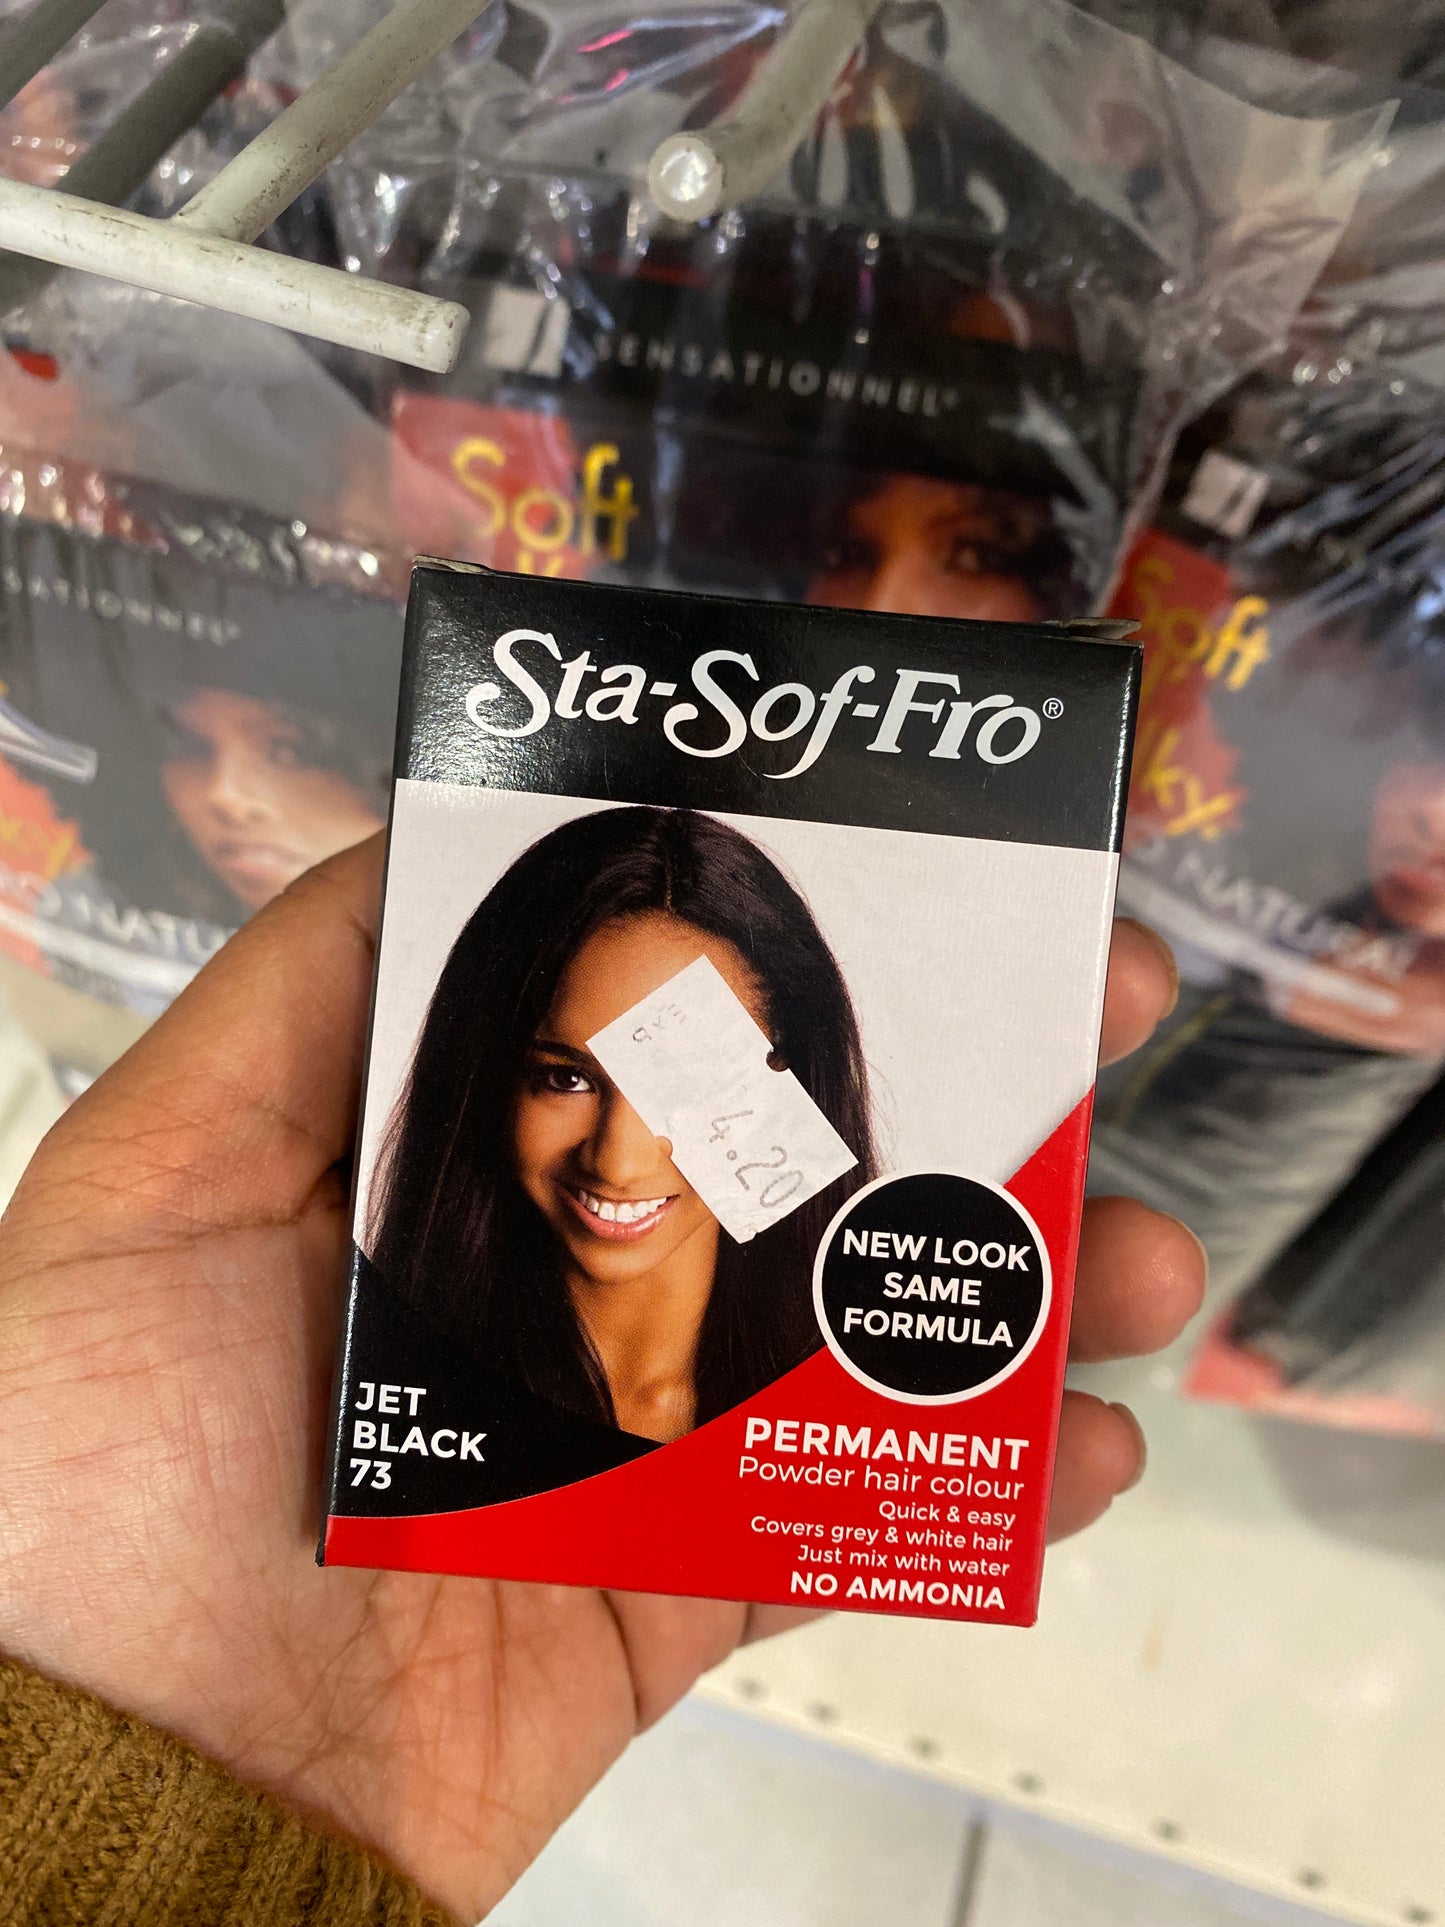 SENSATIONNEL
Soft
Sta-Sof-Fro®
Soft
NATURAL
4.20
NEW LOOK
SAME
FORMULA
JET
BLACK
73
PERMANENT
Powder hair colour
Quick & easy
Covers grey & white hair
Just mix with water
NO AMMONIA